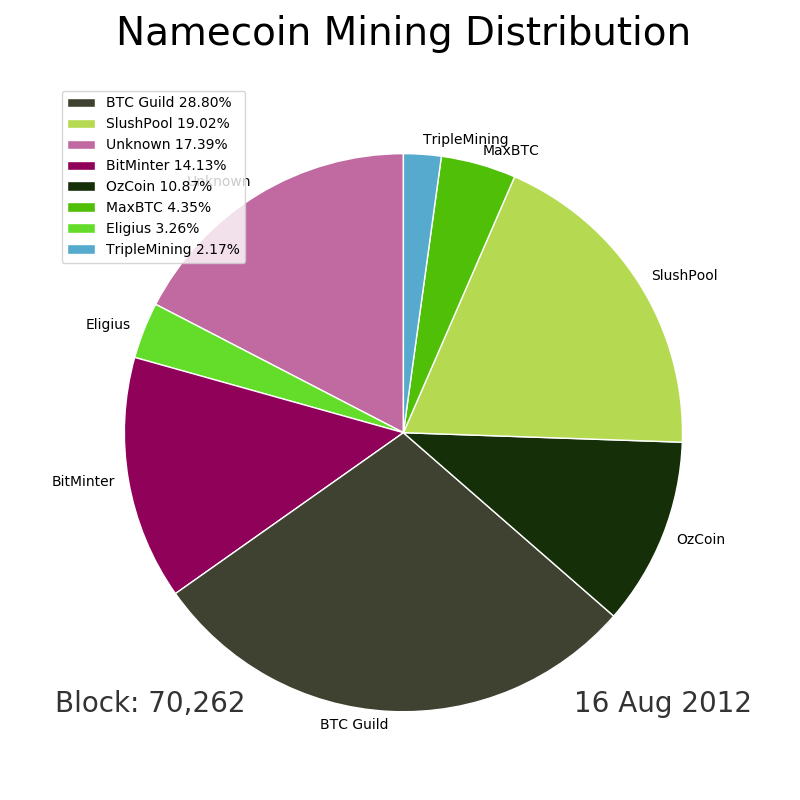 Namecoin Mining Distribution
BTC Guild 28.80%
SlushPool 19.02%
Unknown 17.39%
BitMinter 14.13%
OzCoin 10.87%
MaxBTC 4.35%
Eligius 3.26%
TripleMining 2.17%
TripleMining
MaxBTC
Unknown
SlushPool
Eligius
BitMinter
OzCoin
BTC Guild
Block: 70,262
16 Aug 2012